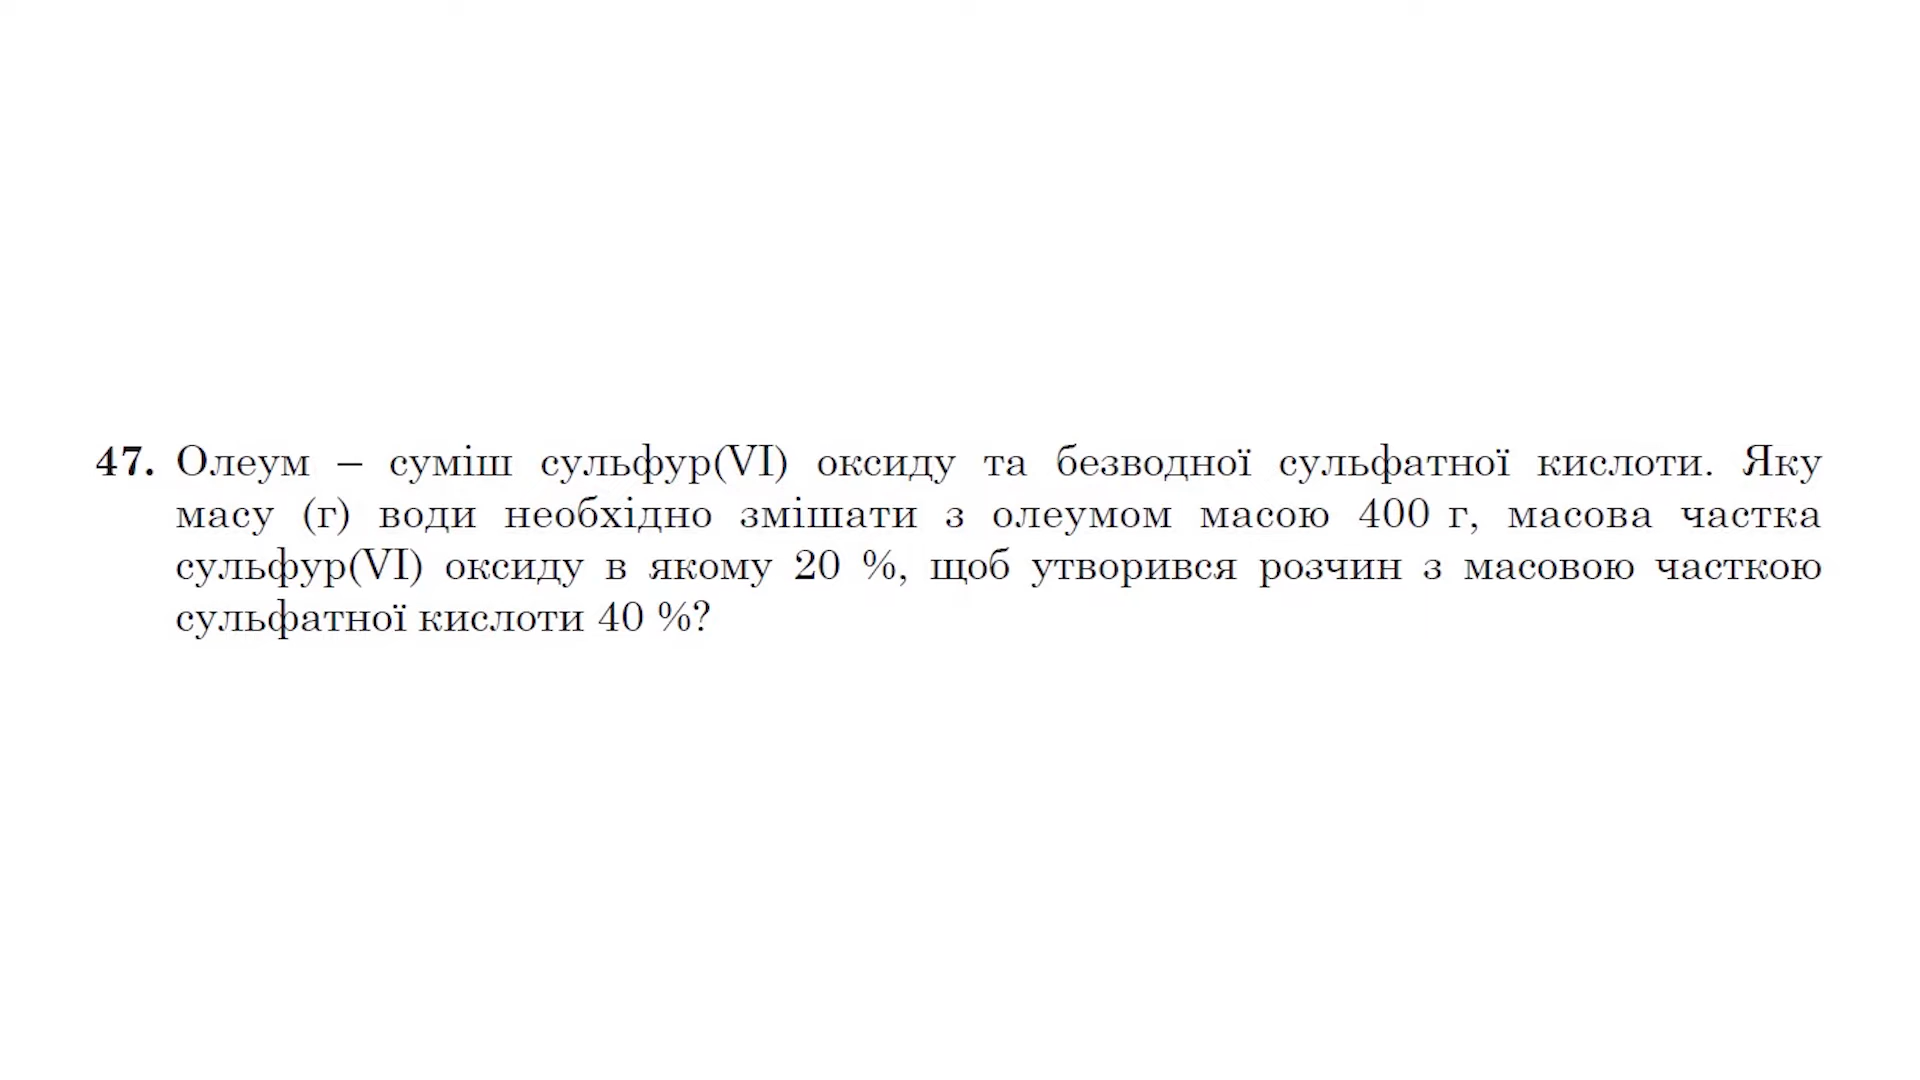 47. Олеум – суміш сульфур(VI) оксиду та безводної сульфатної кислоти. Яку
масу (г) води необхідно змішати з олеумом масою 400 г, масова частка
сульфур(VI) оксиду в якому 20 %, щоб утворився розчин з масовою часткою
сульфатної кислоти 40 %?